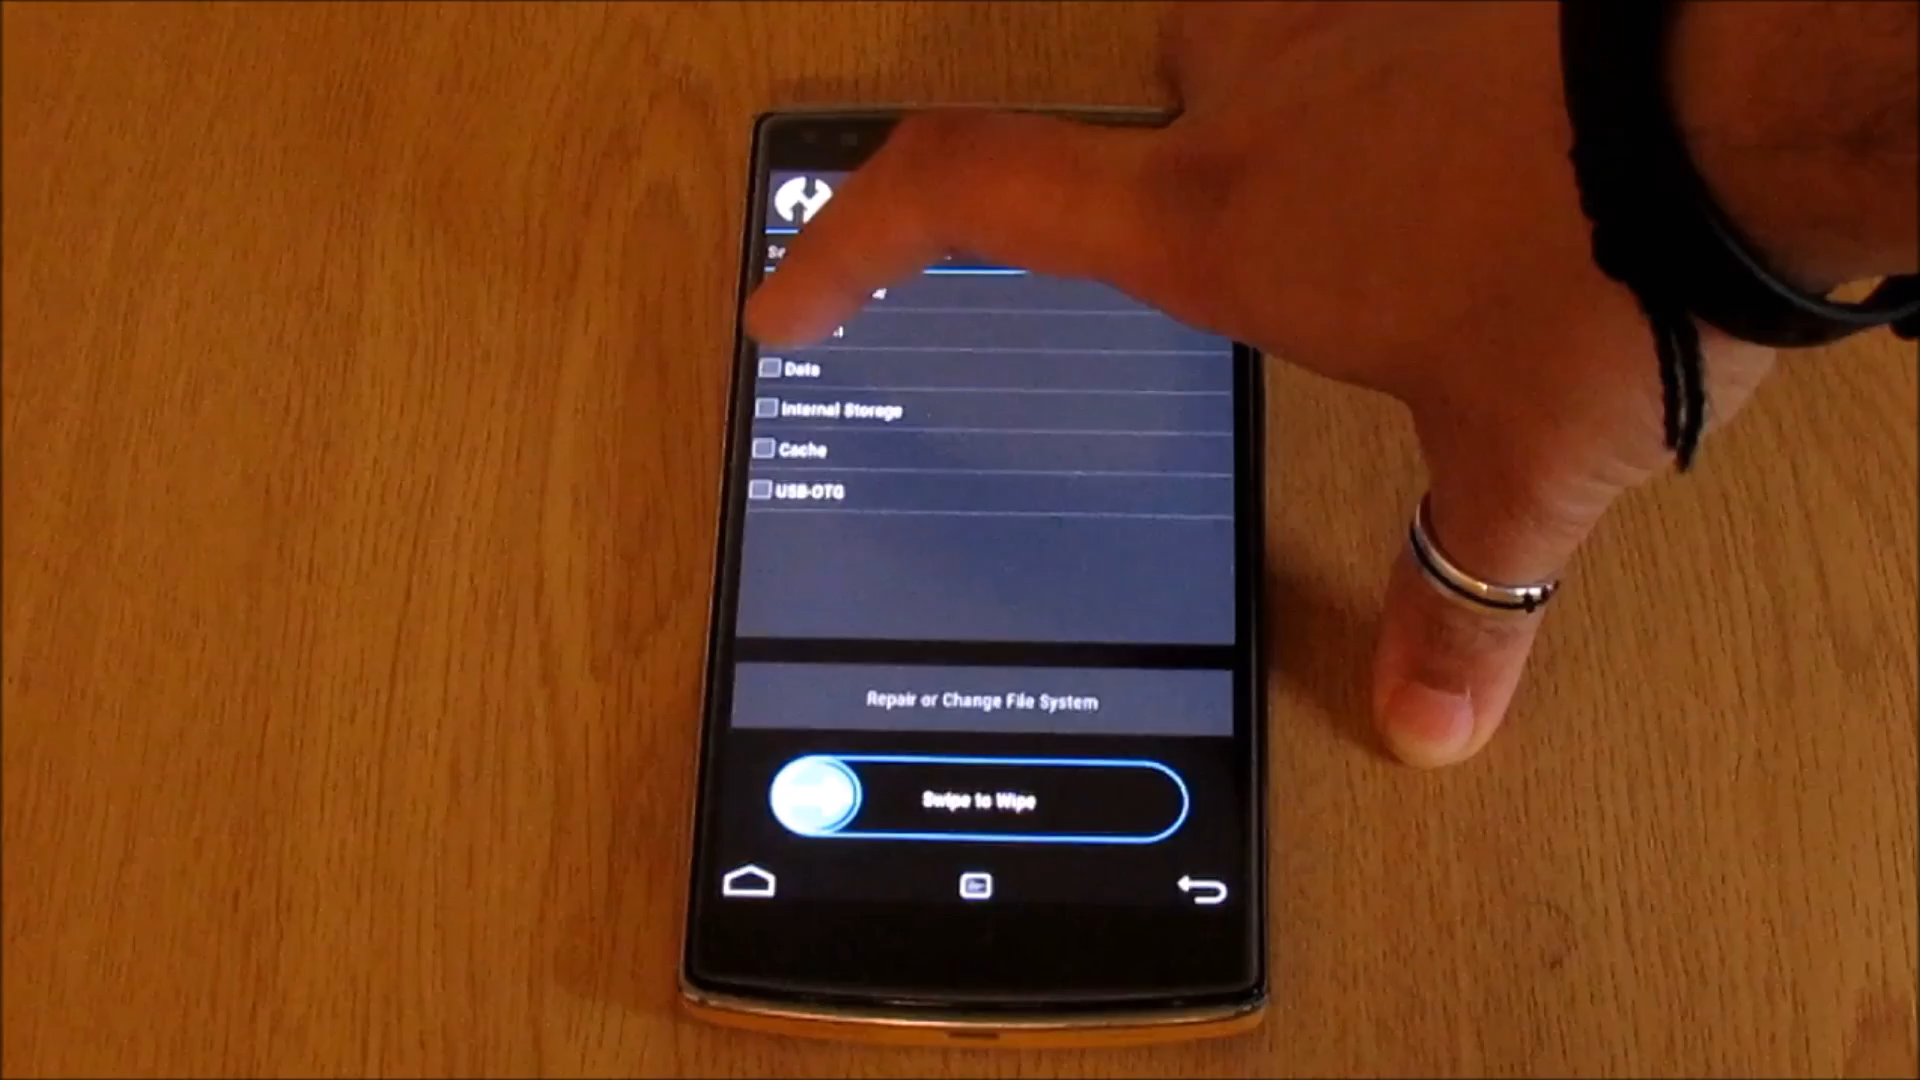 Data
Internal Storage
Cache
USB-OTG
Repair or Change File System
Swipe to Wipe